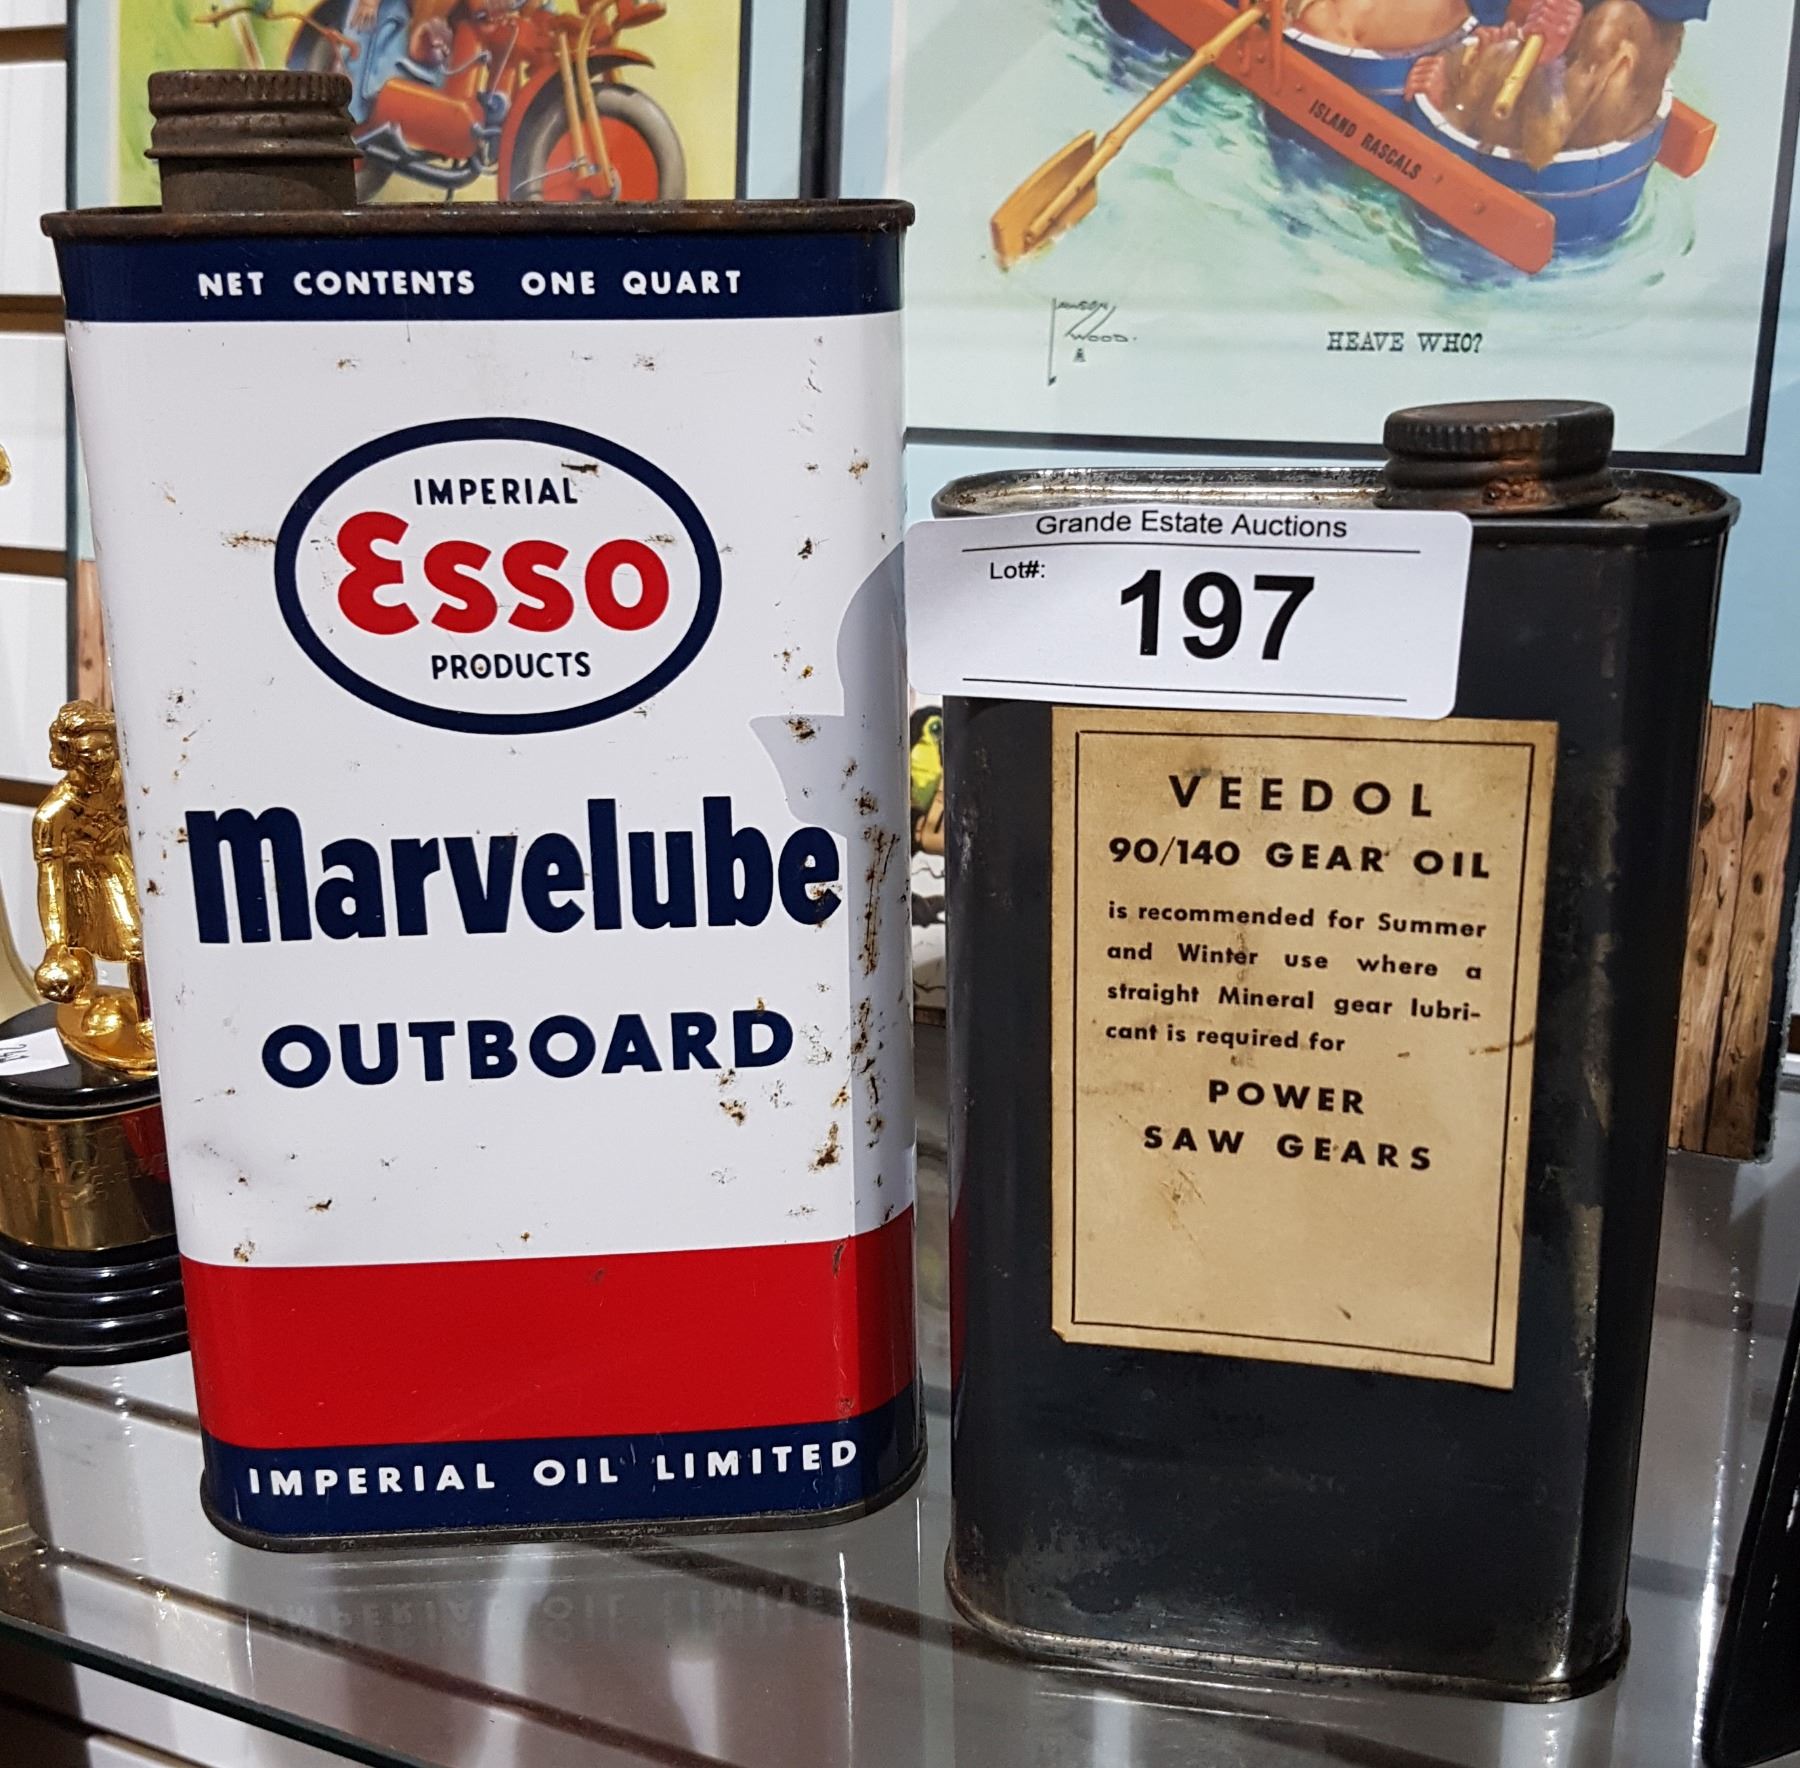 NET CONTENTS ONE QUART
IMPERIAL
Esso
PRODUCTS
Marvelube
OUTBOARD
IMPERIAL OIL LIMITED
ISLAND RASCALS
LAWSON
WOOD.
HEAVE WHO?
Grande Estate Auctions
Lot#:
197
VEEDOL
90/140 GEAR OIL
is recommended for Summer
and Winter use where a
straight Mineral gear lubri-
cant is required for
POWER
SAW GEARS